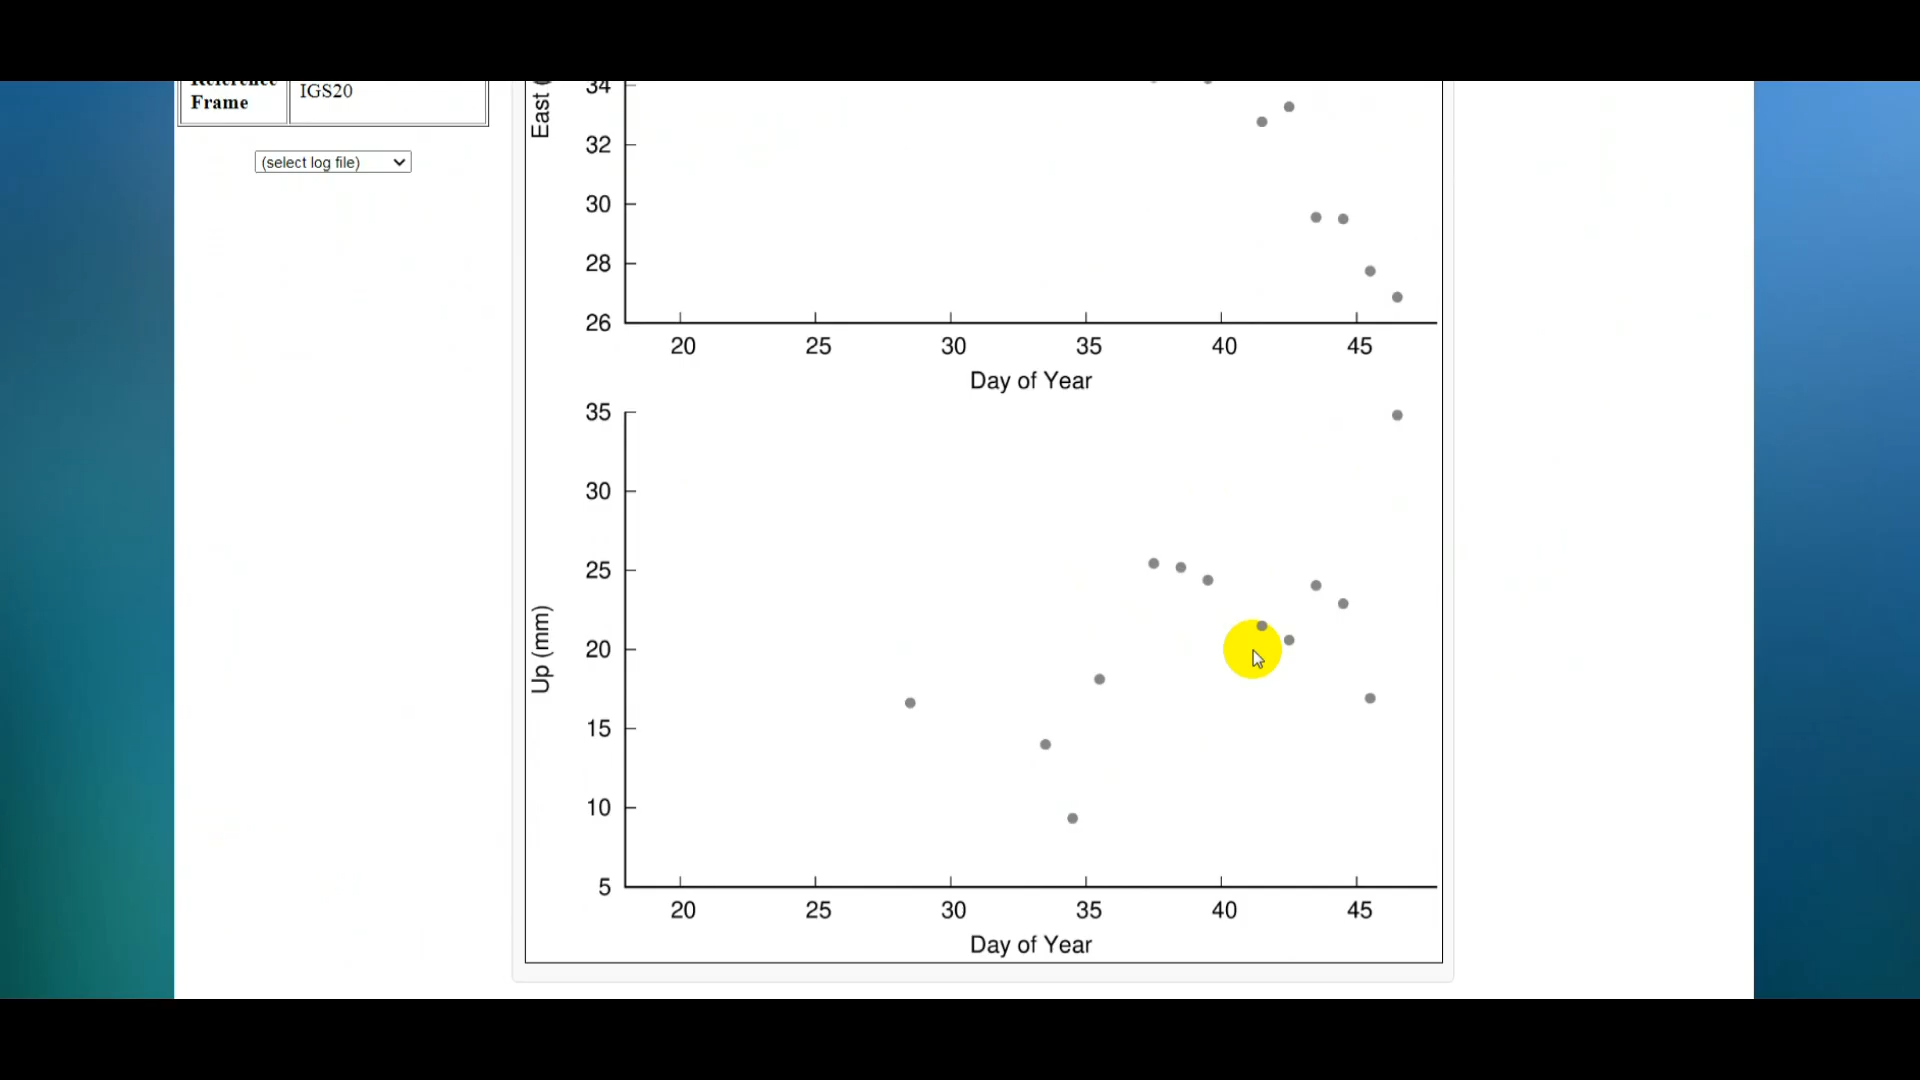 Reference
Frame
IGS20
(select log file)
East
34
32
30
28
26
20 25 30 35 40 45
Day of Year
Up (mm)
35
30
25
20
15
10
5
20 25 30 35 40 45
Day of Year